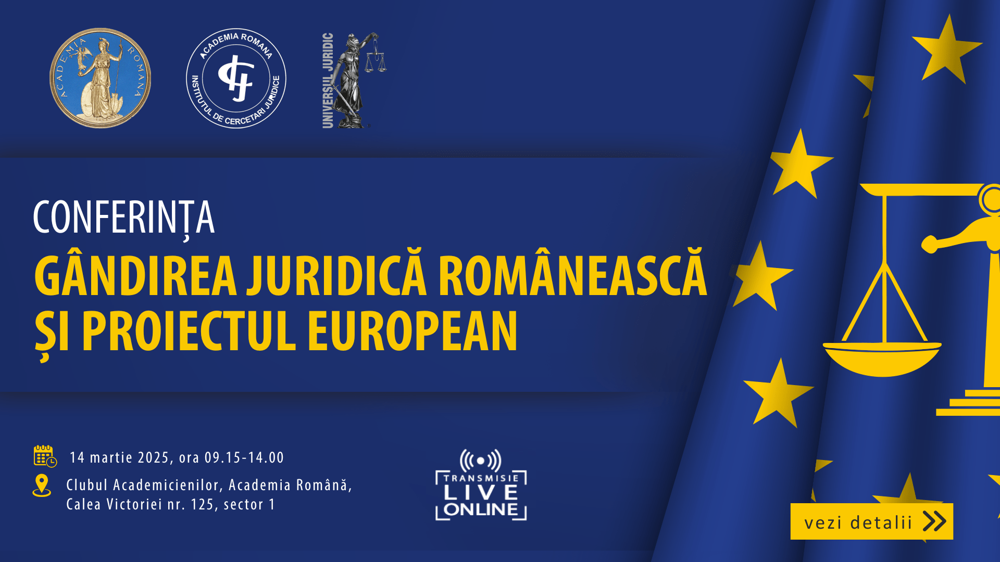 ACADEMIA ROMANA
ACADEMIA ROMANA
INSTITUTUL DE CERCETARI JURIDICE
UNIVERSUL JURIDIC
CONFERINȚA
GÂNDIREA JURIDICĂ ROMÂNEASCĂ
ȘI PROIECTUL EUROPEAN
14 martie 2025, ora 09.15-14.00
Clubul Academicienilor, Academia Română,
Calea Victoriei nr. 125, sector 1
TRANSMISIE
LIVE
ONLINE
vezi detalii